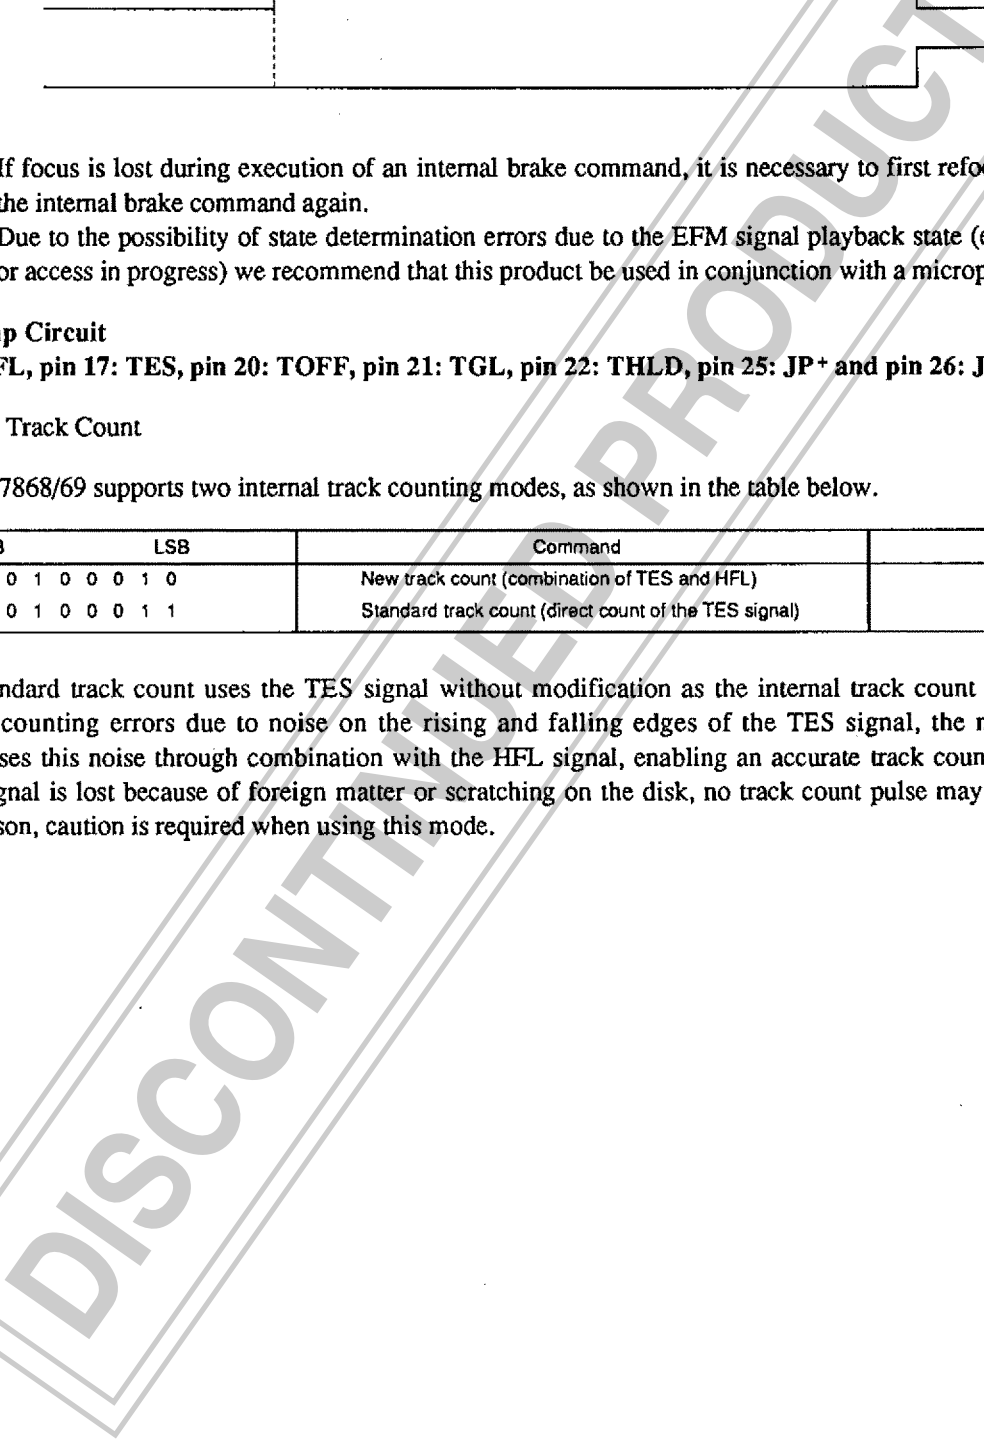 If focus is lost during execution of an internal brake command, it is necessary to first
the internal brake command again.
Due to the possibility of state determination errors due to the EFM signal playback state
or access in progress) we recommend that this product be used in conjunction with a
Circuit
pin 17: TES, pin 20: TOFF, pin 21: TGL, pin 22: THLD, pin 25: JP+ and pin 26:
Track Count
7868/69 supports two internal track counting modes, as shown in the table below.
LSB Command
0 1 0 0 0 1 0 New track count (combination of TES and HFL)
0 1 0 0 0 1 1 Standard track count (direct count of the TES signal)
track count uses the TES signal without modification as the internal track count
counting errors due to noise on the rising and falling edges of the TES signal, the
this noise through combination with the HFL signal, enabling an accurate track
is lost because of foreign matter or scratching on the disk, no track count pulse may
caution is required when using this mode.
DISCONTINUED PRODUCT